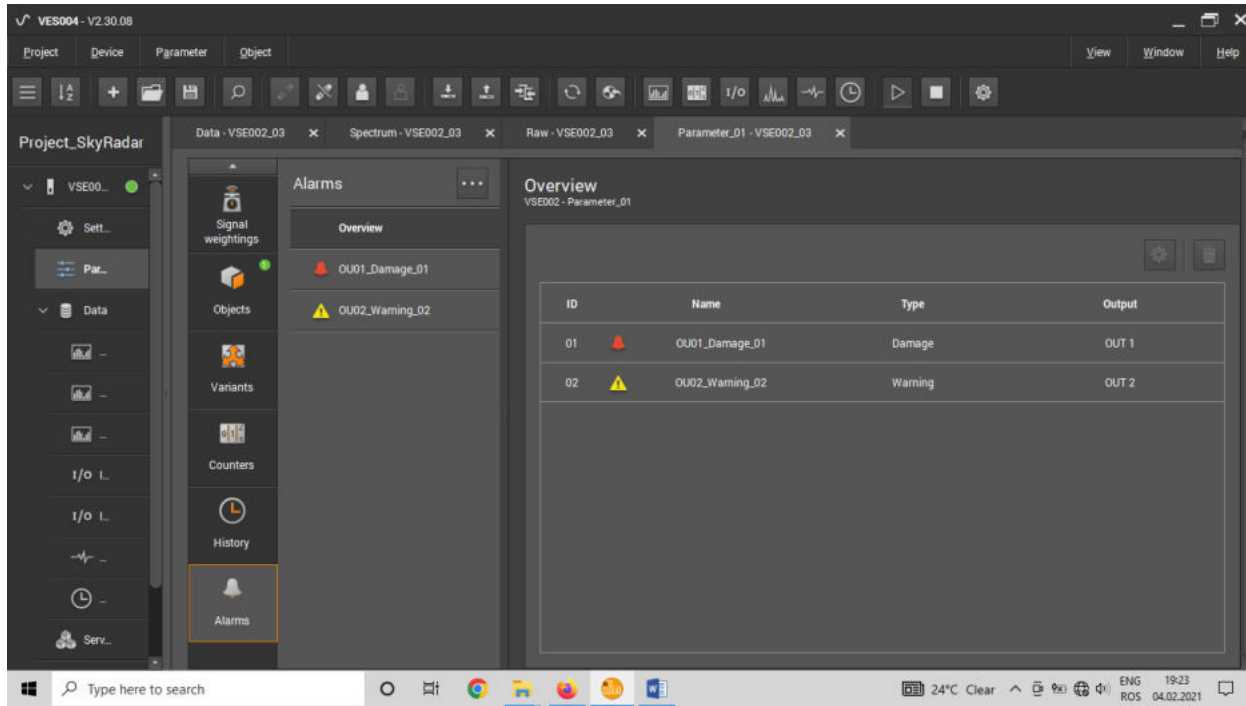 VES004 - V2.30.08
Project Device Parameter Object View Window Help
I/O
Project_SkyRadar
Data - VSE002_03 Spectrum - VSE002_03 Raw - VSE002_03 Parameter_01 - VSE002_03
VSE00...
Sett...
Par...
Data
...
...
...
I/O I...
I/O I...
...
...
Serv...
Signal
weightings
Objects
Variants
Counters
History
Alarms
Alarms
Overview
OU01_Damage_01
OU02_Warning_02
Overview
VSE002 - Parameter_01
ID Name Type Output
01 OU01_Damage_01 Damage OUT 1
02 OU02_Warning_02 Warning OUT 2
Type here to search
24°C Clear
ENG
ROS
19:23
04.02.2021